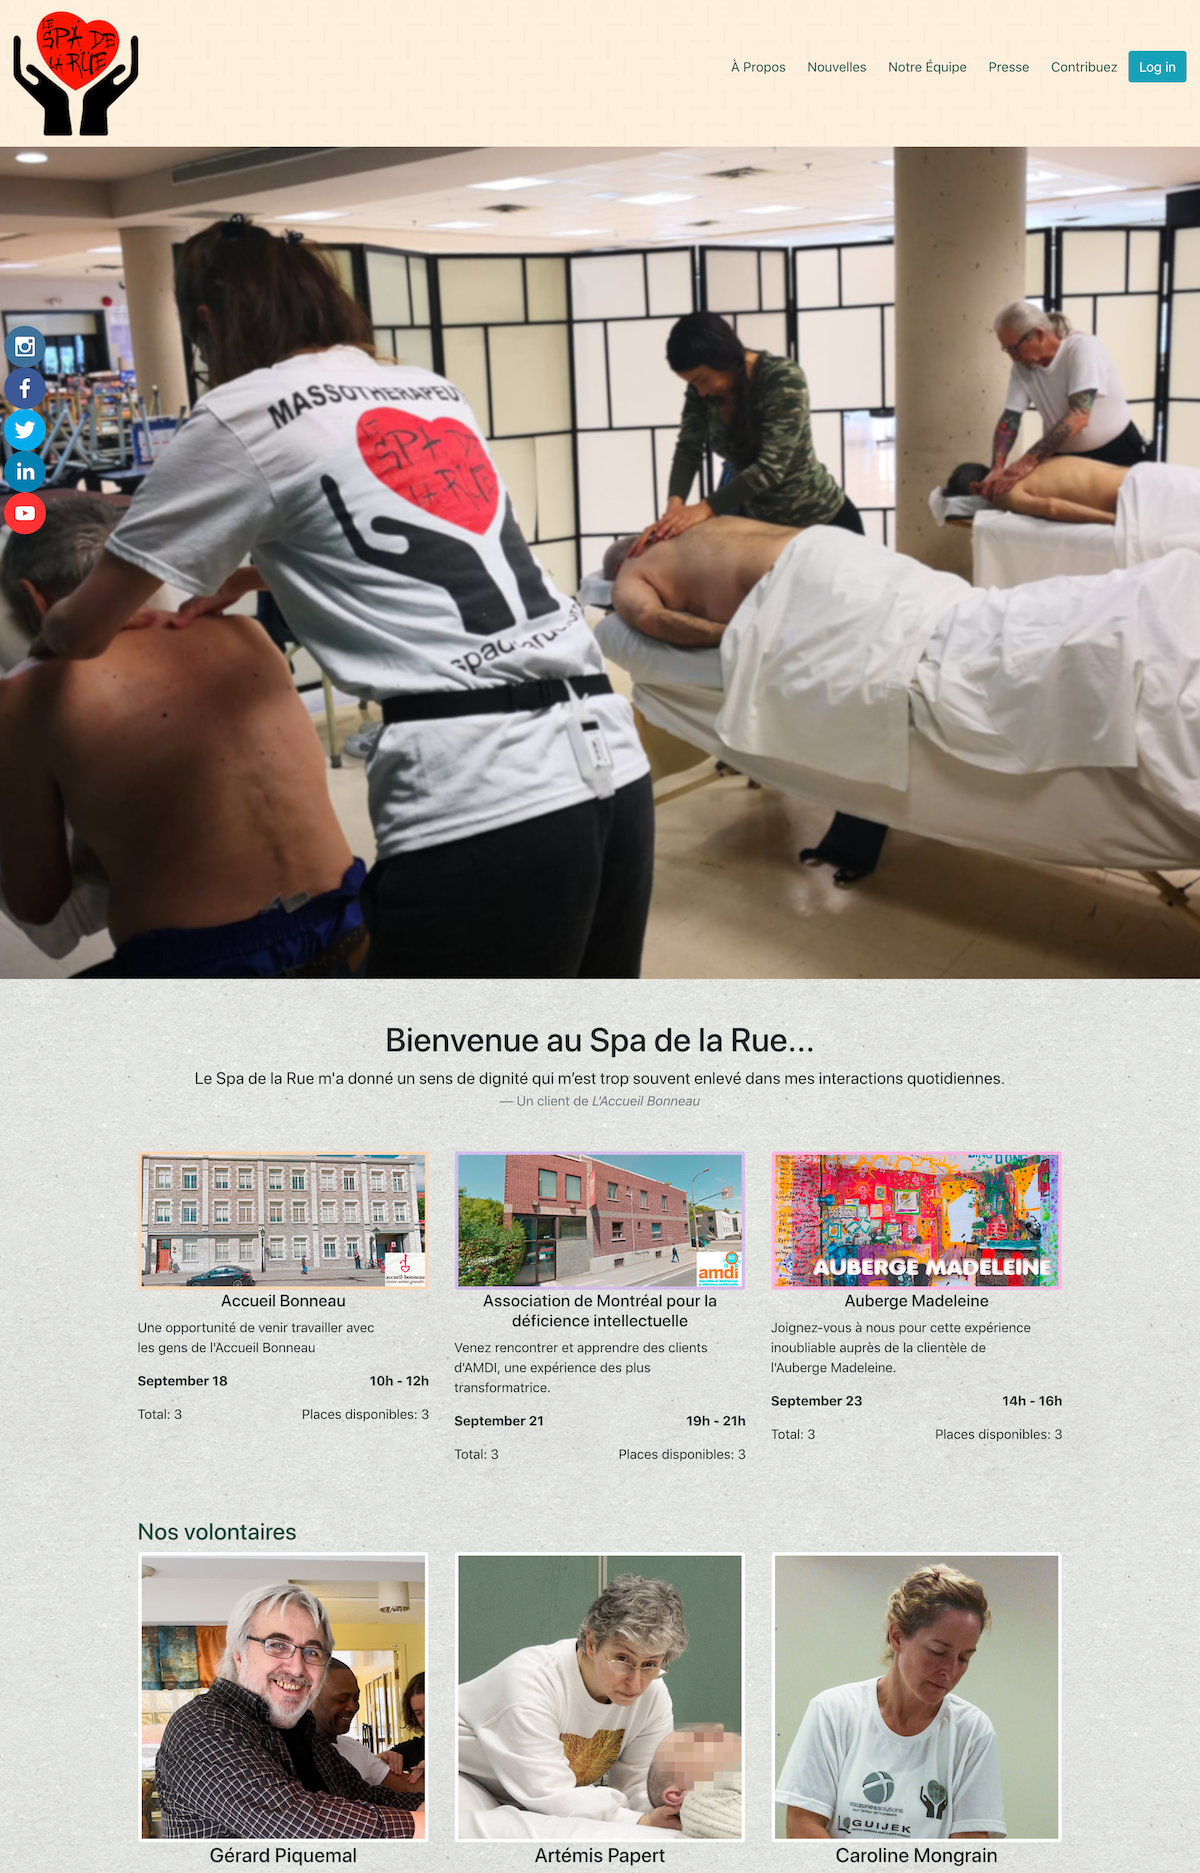 LE
SPA DE
LA RÜE
À Propos
Nouvelles
Notre Équipe
Presse
Contribuez
Log in
MASSOTHERAPEUT
LE
SPA DE
LA RÜE
Bienvenue au Spa de la Rue...
Le Spa de la Rue m'a donné un sens de dignité qui m’est trop souvent enlevé dans mes interactions quotidiennes.
— Un client de L'Accueil Bonneau
accueil bonneau
amdi
AUBERGE MADELEINE
Accueil Bonneau
Une opportunité de venir travailler avec
les gens de l'Accueil Bonneau
September 18 10h - 12h
Total: 3 Places disponibles: 3
Association de Montréal pour la
déficience intellectuelle
Venez rencontrer et apprendre des clients
d'AMDI, une expérience des plus
transformatrice.
September 21 19h - 21h
Total: 3 Places disponibles: 3
Auberge Madeleine
Joignez-vous à nous pour cette expérience
inoubliable auprès de la clientèle de
l'Auberge Madeleine.
September 23 14h - 16h
Total: 3 Places disponibles: 3
Nos volontaires
GUIJEK
Gérard Piquemal
Artémis Papert
Caroline Mongrain